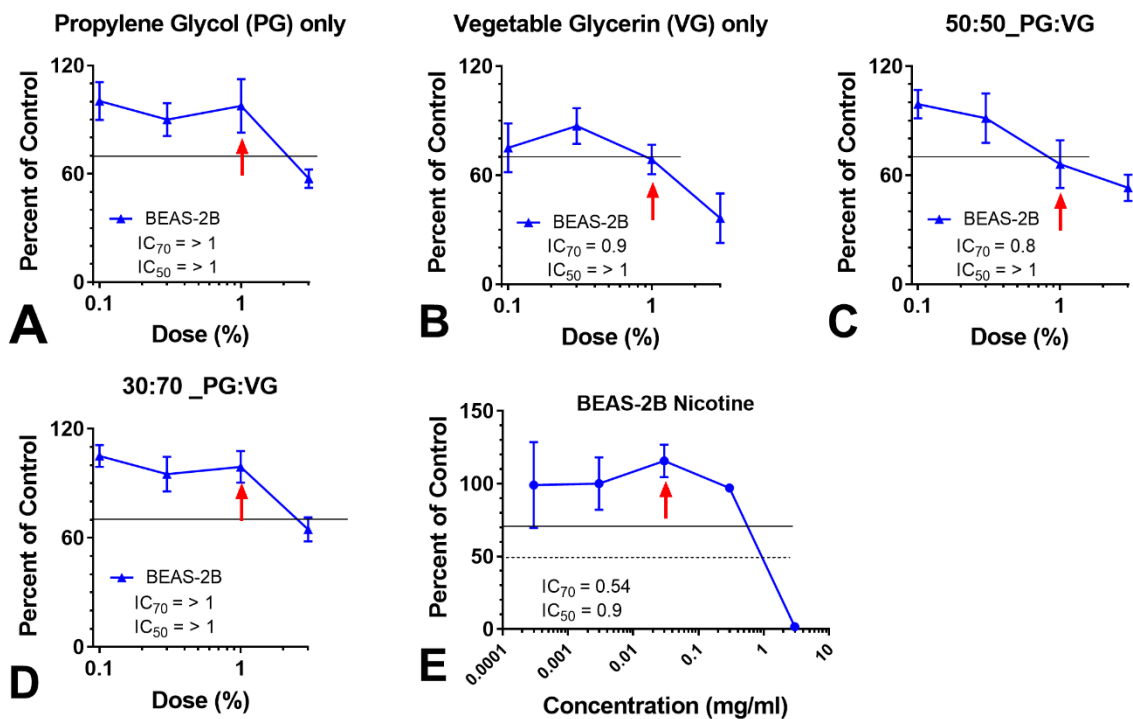 Propylene Glycol (PG) only
120
60
0
Percent of Control
BEAS-2B
IC70 = > 1
IC50 = > 1
0.1 1
Dose (%)
A
Vegetable Glycerin (VG) only
120
60
0
Percent of Control
BEAS-2B
IC70 = 0.9
IC50 = > 1
0.1 1
Dose (%)
B
50:50_PG:VG
120
60
0
Percent of Control
BEAS-2B
IC70 = 0.8
IC50 = > 1
0.1 1
Dose (%)
C
30:70 _PG:VG
120
60
0
Percent of Control
BEAS-2B
IC70 = > 1
IC50 = > 1
0.1 1
Dose (%)
D
BEAS-2B Nicotine
150
100
50
0
Percent of Control
IC70 = 0.54
IC50 = 0.9
0.0001 0.001 0.01 0.1 1 10
Concentration (mg/ml)
E